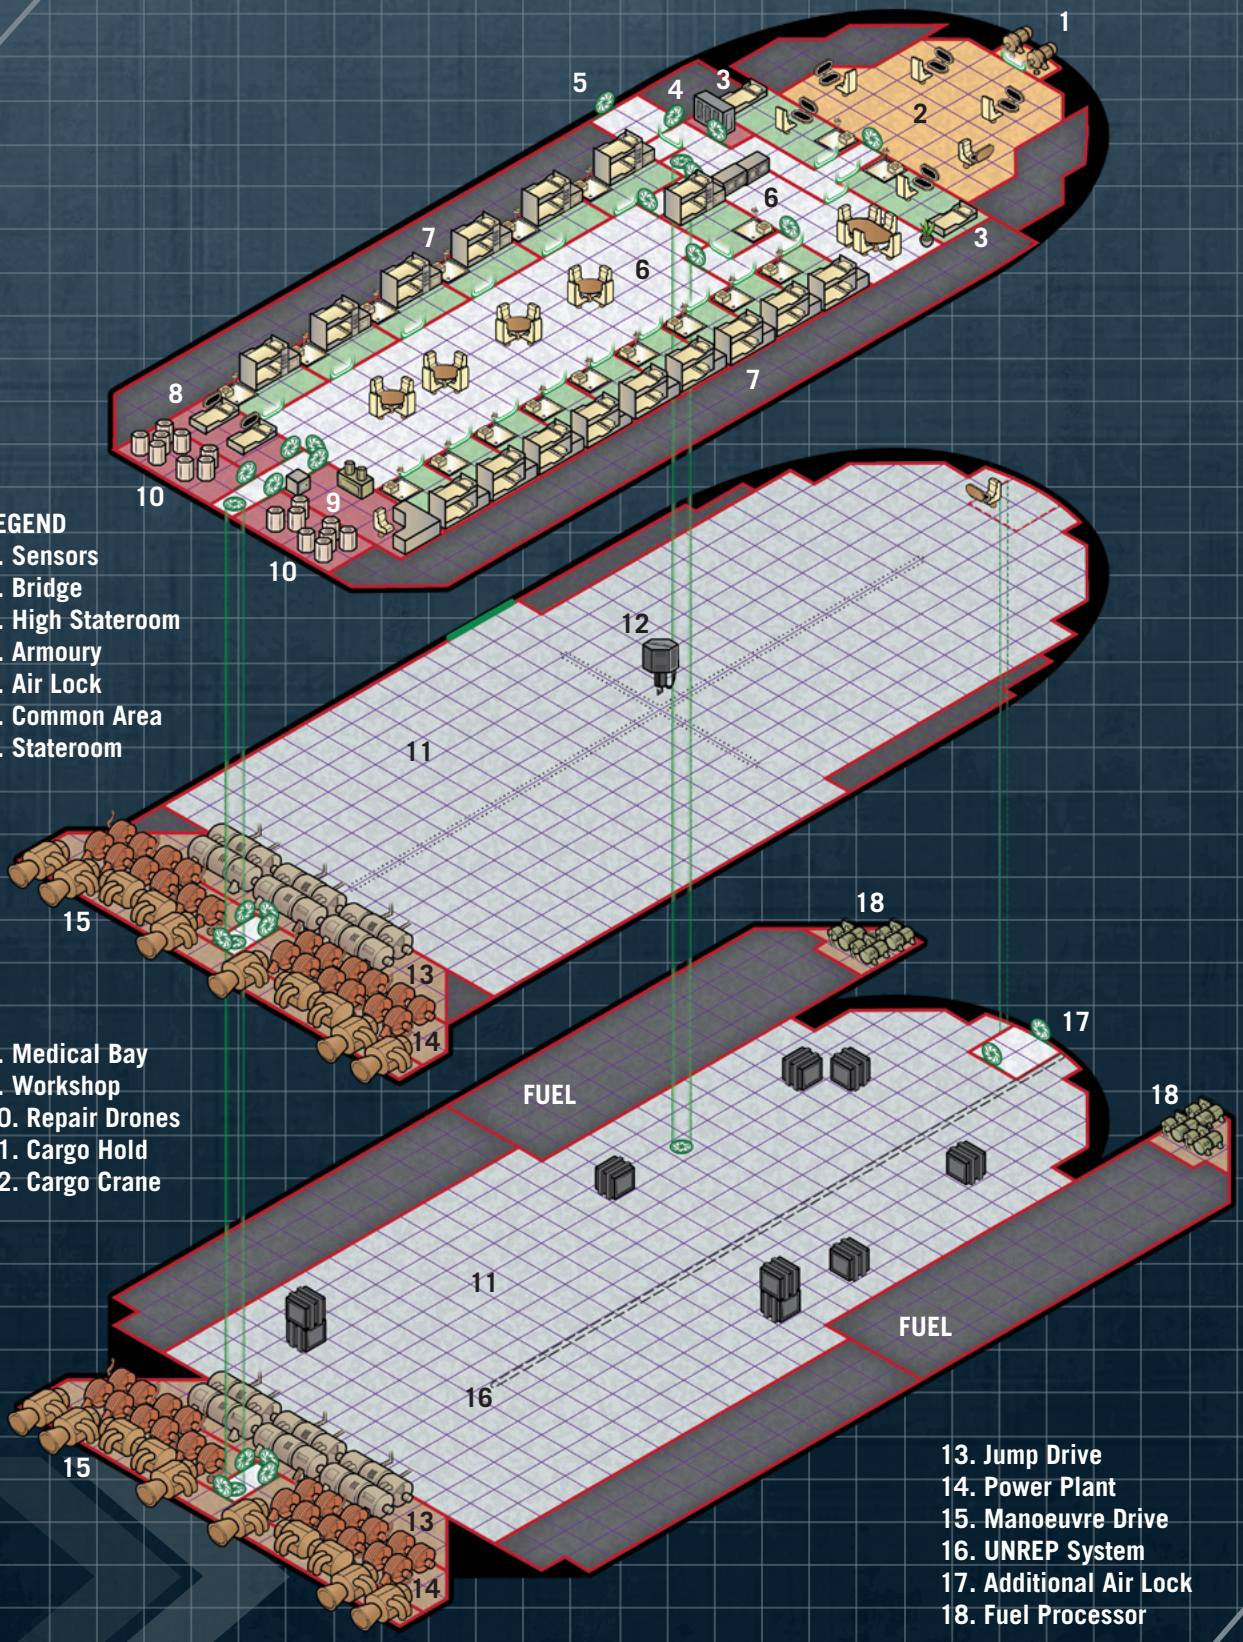 1
2
3
4
5
6
6
3
7
7
8
9
10
10
EGEND
. Sensors
. Bridge
. High Stateroom
. Armoury
. Air Lock
. Common Area
. Stateroom
12
11
15
13
14
18
17
18
FUEL
. Medical Bay
. Workshop
0. Repair Drones
1. Cargo Hold
2. Cargo Crane
11
FUEL
16
15
13
14
13. Jump Drive
14. Power Plant
15. Manoeuvre Drive
16. UNREP System
17. Additional Air Lock
18. Fuel Processor